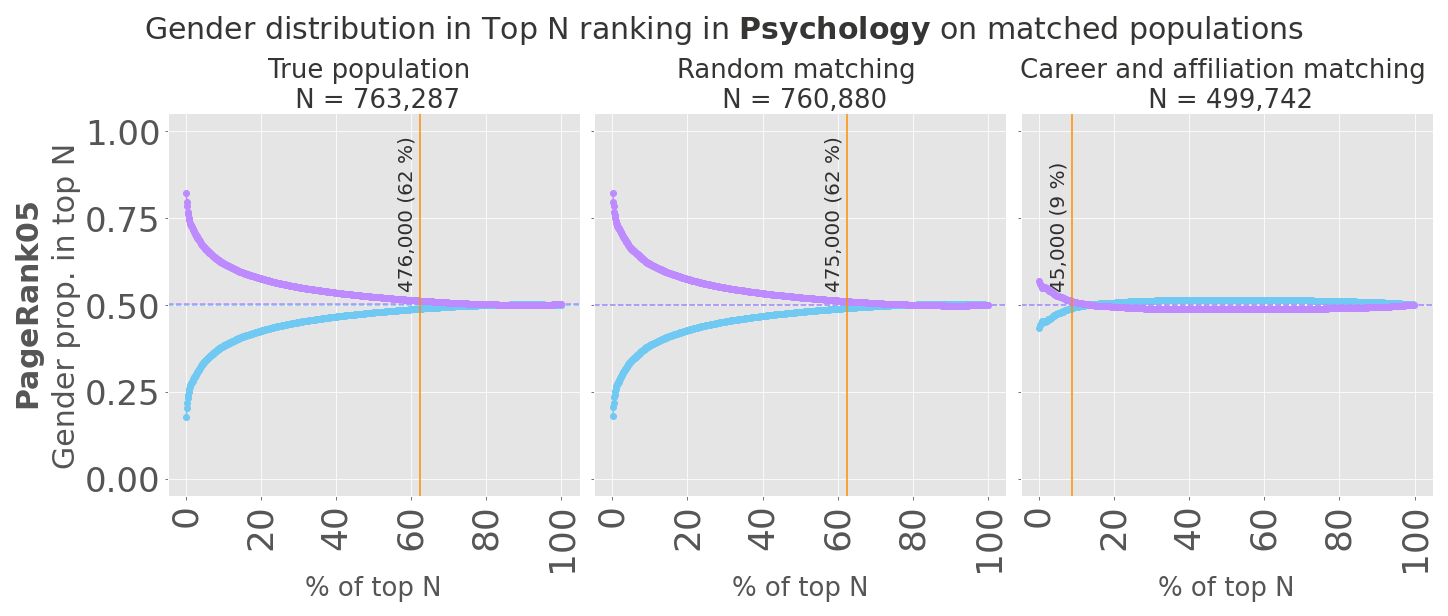 Gender distribution in Top N ranking in Psychology on matched populations
True population
N = 763,287
Random matching
N = 760,880
Career and affiliation matching
N = 499,742
PageRank05
Gender prop. in top N
1.00
0.75
0.50
0.25
0.00
476,000 (62 %)
475,000 (62 %)
45,000 (9 %)
0 20 40 60 80 100
0 20 40 60 80 100
0 20 40 60 80 100
% of top N
% of top N
% of top N